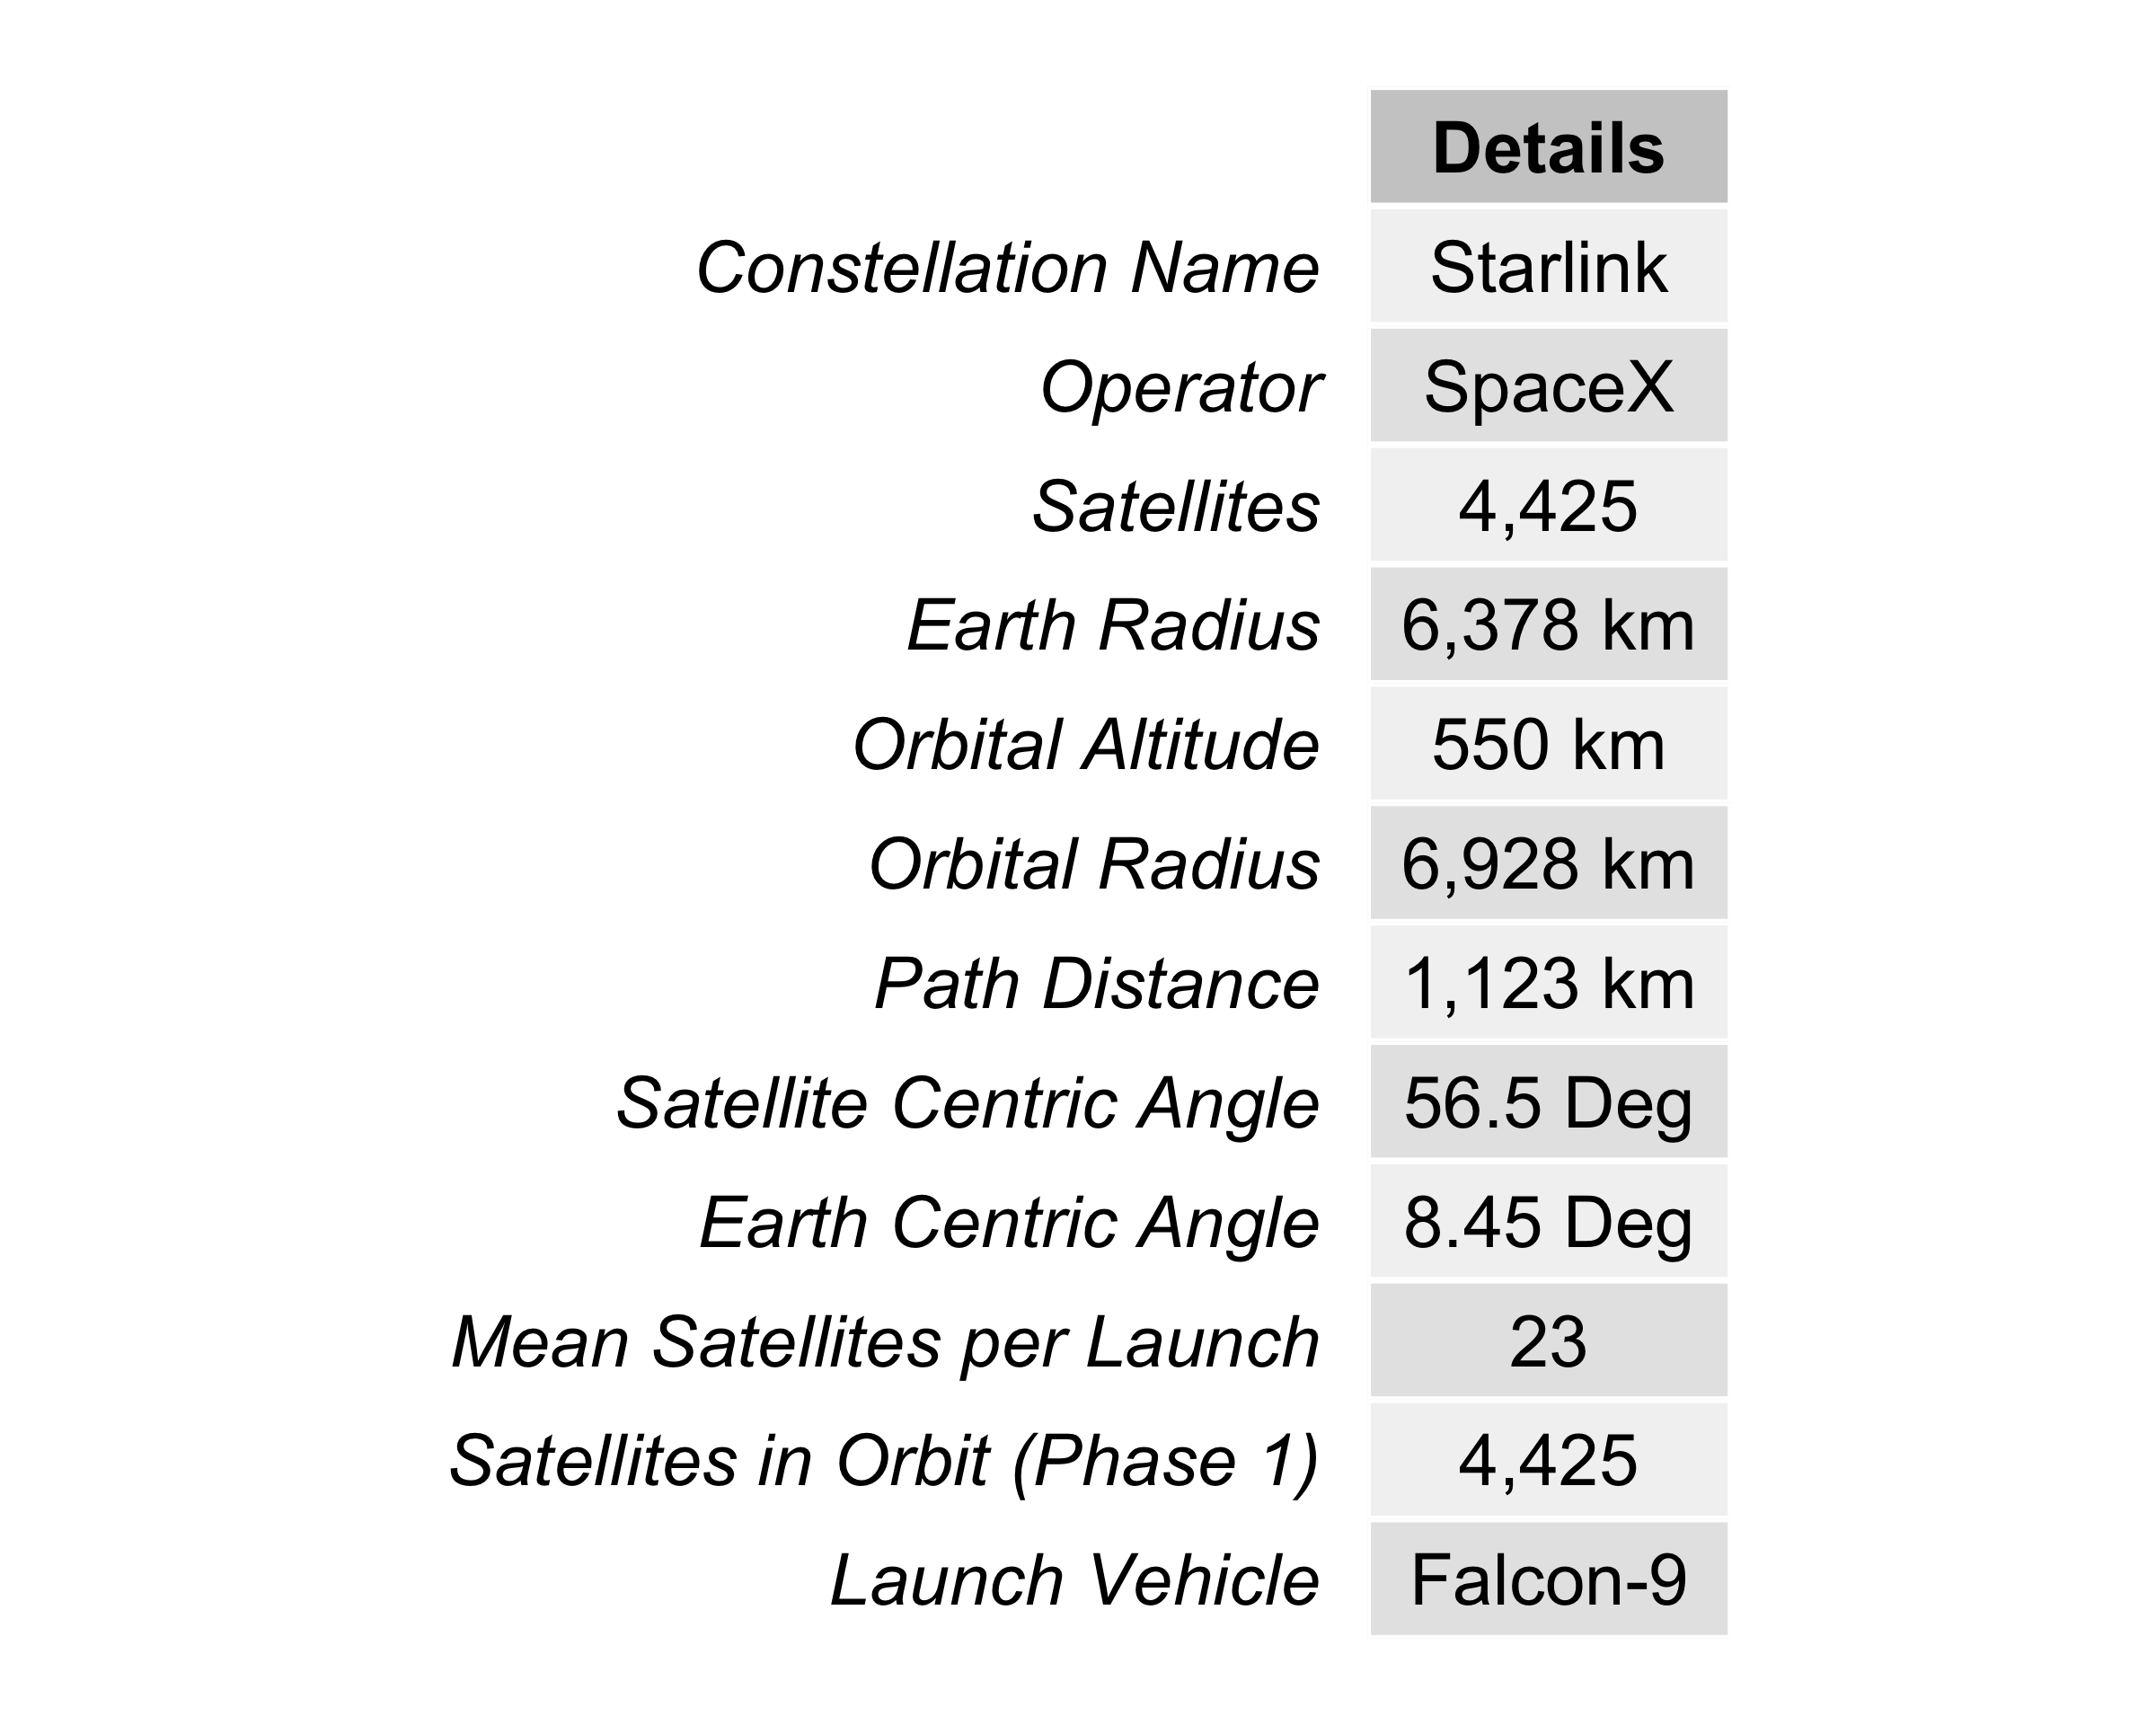 Details
Constellation Name Starlink
Operator SpaceX
Satellites 4,425
Earth Radius 6,378 km
Orbital Altitude 550 km
Orbital Radius 6,928 km
Path Distance 1,123 km
Satellite Centric Angle 56.5 Deg
Earth Centric Angle 8.45 Deg
Mean Satellites per Launch 23
Satellites in Orbit (Phase 1) 4,425
Launch Vehicle Falcon-9